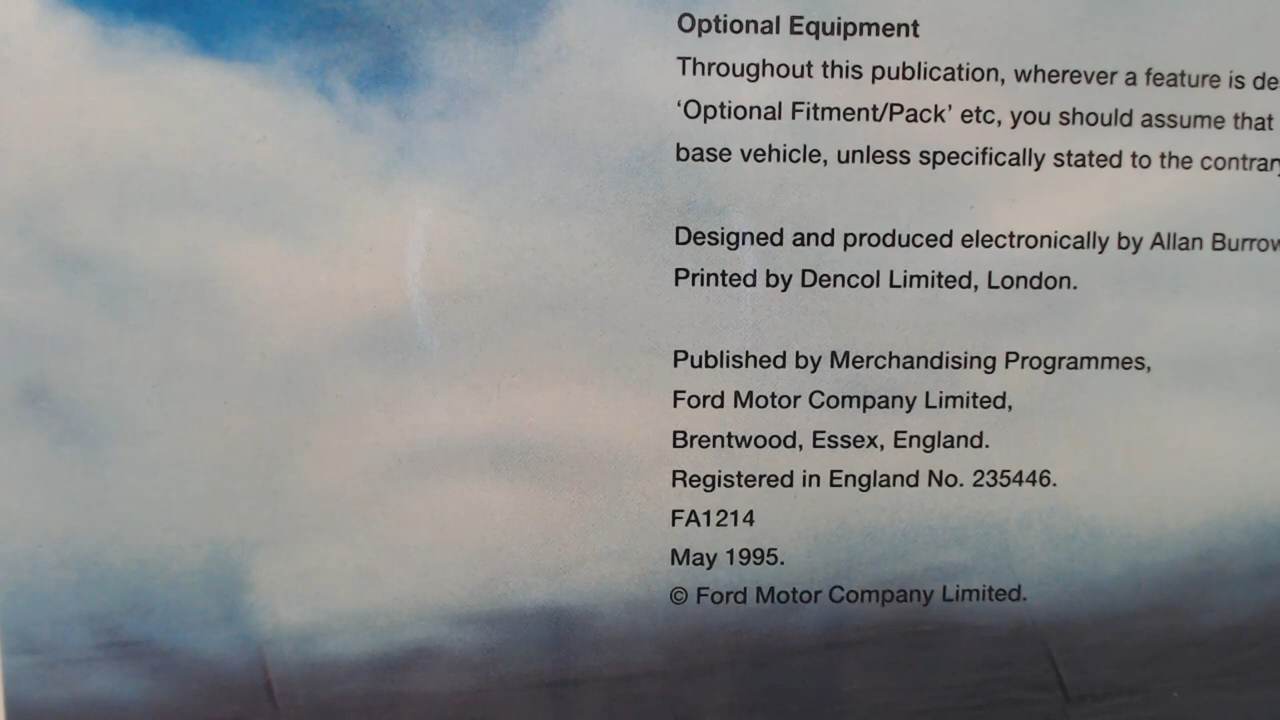 Optional Equipment
Throughout this publication, wherever a feature is
‘Optional Fitment/Pack’ etc, you should assume that
base vehicle, unless specifically stated to the
Designed and produced electronically by Allan
Printed by Dencol Limited, London.
Published by Merchandising Programmes,
Ford Motor Company Limited,
Brentwood, Essex, England.
Registered in England No. 235446.
FA1214
May 1995.
© Ford Motor Company Limited.